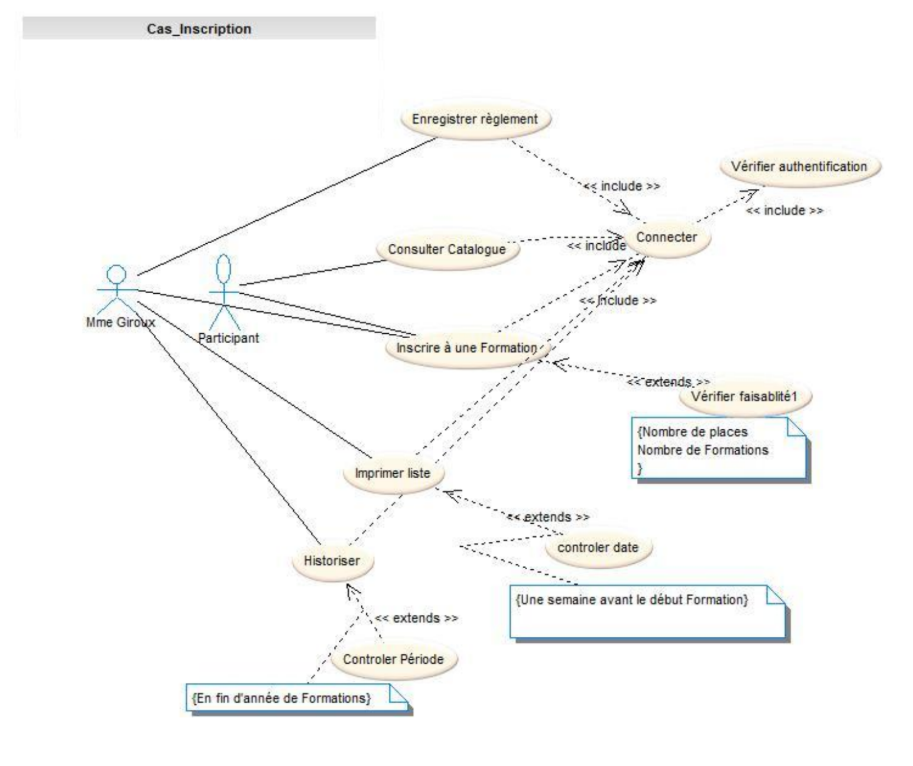 Cas_Inscription
Enregistrer règlement
Vérifier authentification
<< include >>
<< include >>
Connecter
Consulter Catalogue
<< include
<< include >>
Mme Giroux
Participant
Inscrire à une Formation
<< extends >>
Vérifier faisablité1
{Nombre de places
Nombre de Formations
}
Imprimer liste
<< extends >>
controler date
Historiser
{Une semaine avant le début Formation}
<< extends >>
Controler Période
{En fin d'année de Formations}